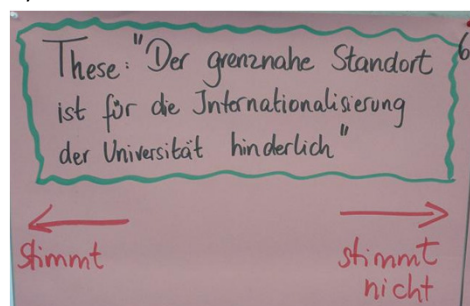 These: "Der grenznahe Standort
ist für die Internationalisierung
der Universität hinderlich"
6
stimmt
stimmt
nicht